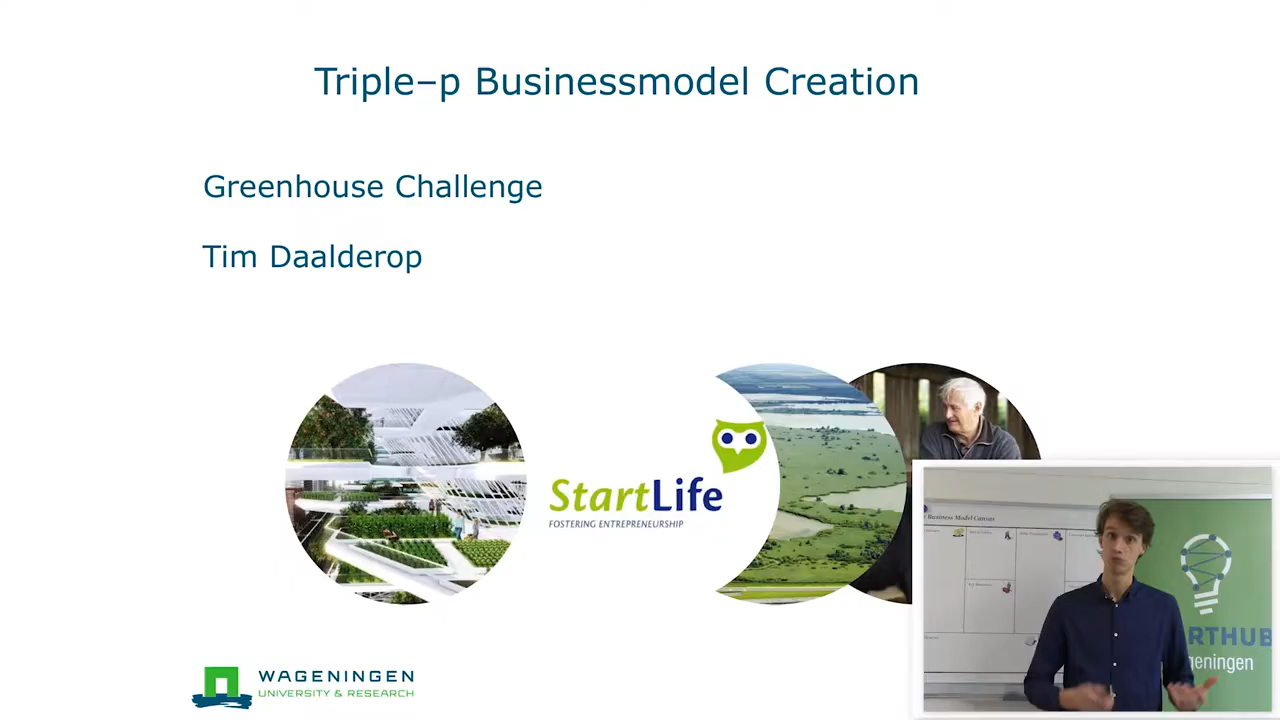 Triple–p Businessmodel Creation
Greenhouse Challenge
Tim Daalderop
StartLife
FOSTERING ENTREPRENEURSHIP
Business Model Canvas
RTHUB
geningen
WAGENINGEN
UNIVERSITY & RESEARCH